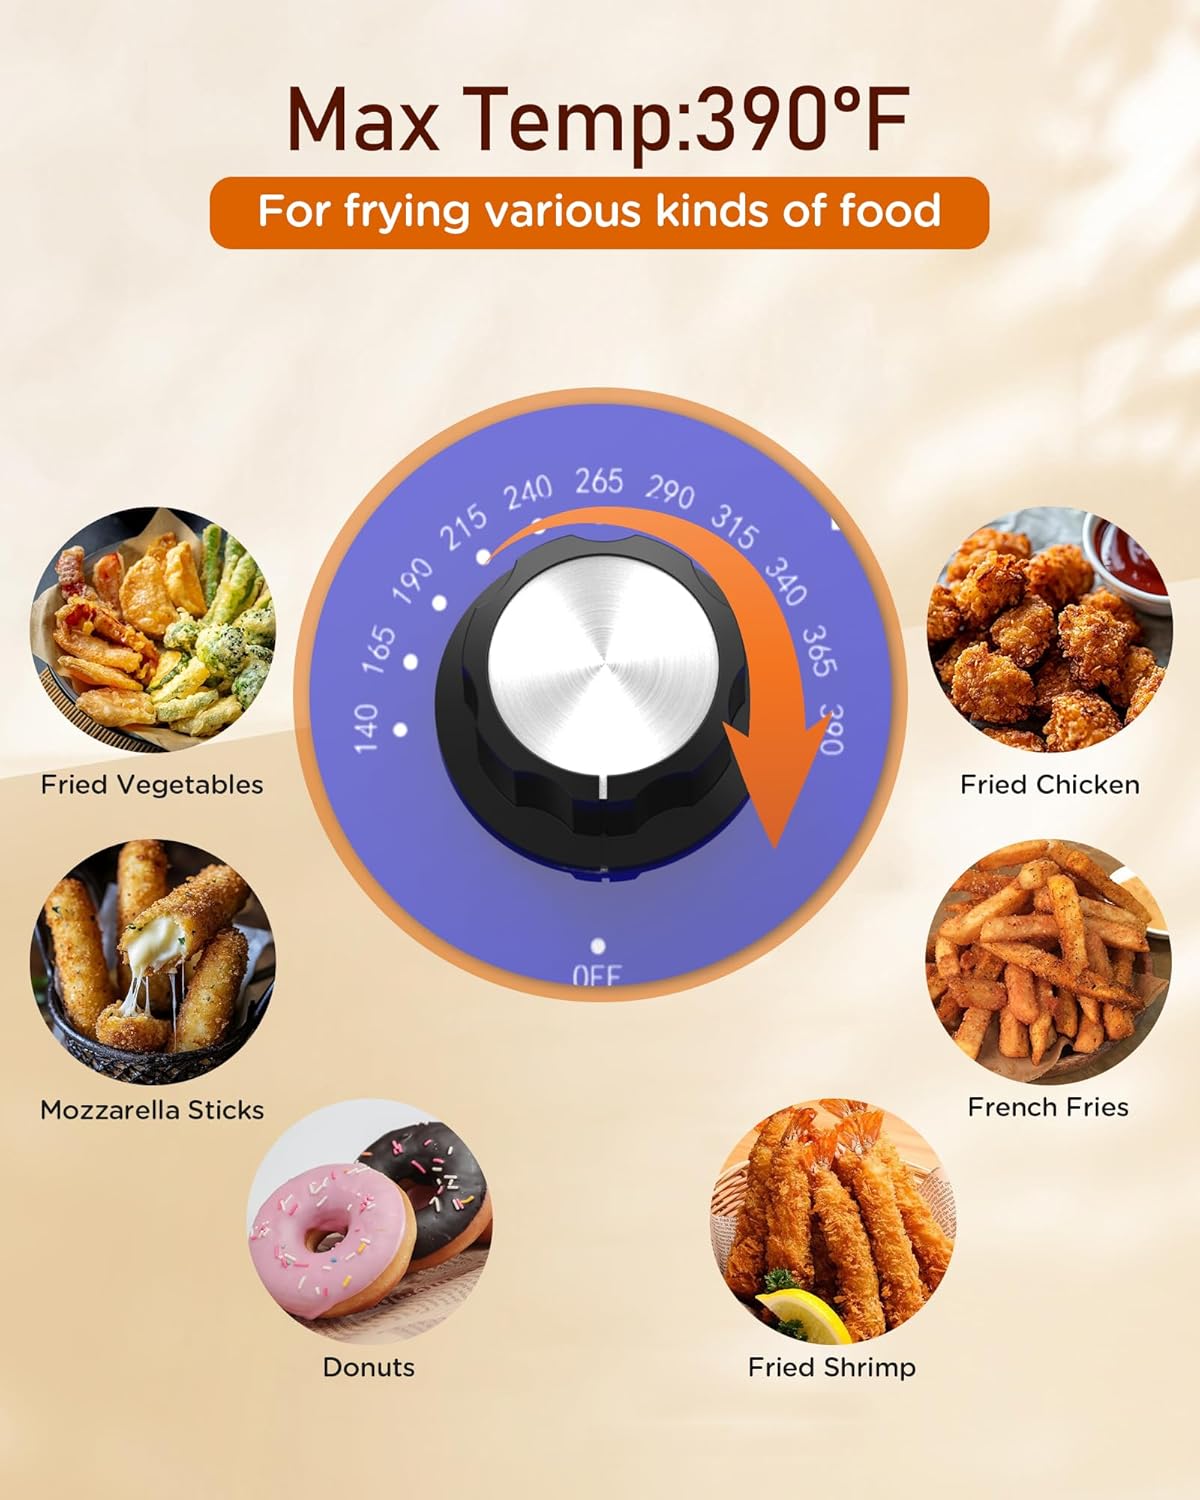 Max Temp:390°F
For frying various kinds of food
140
165
190
215
240
265
290
315
340
365
390
OFF
Fried Vegetables
Fried Chicken
Mozzarella Sticks
French Fries
Donuts
Fried Shrimp